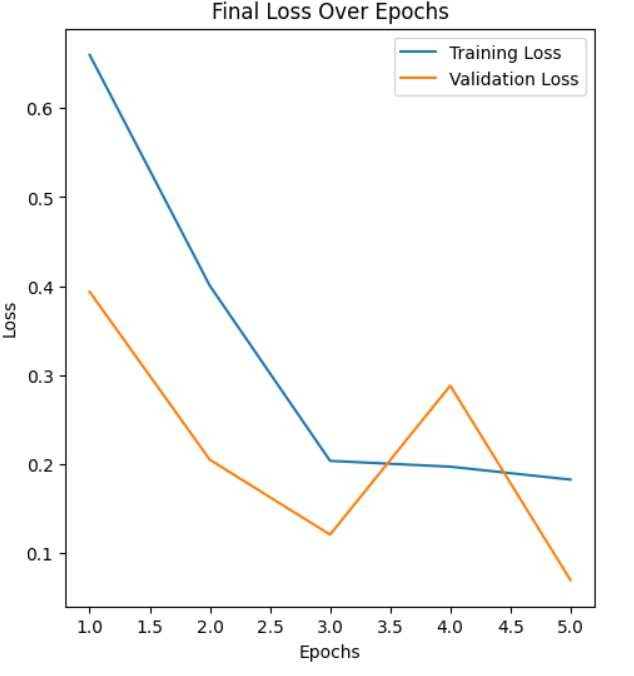 Final Loss Over Epochs
Training Loss
Validation Loss
0.6
0.5
0.4
0.3
0.2
0.1
Loss
1.0 1.5 2.0 2.5 3.0 3.5 4.0 4.5 5.0
Epochs